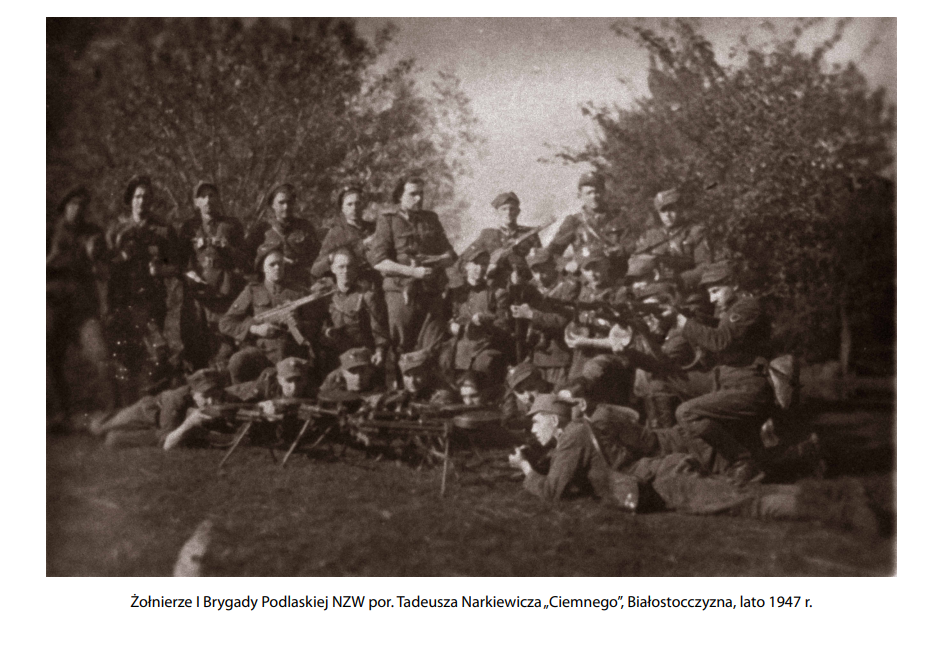 Żołnierze I Brygady Podlaskiej NZW por. Tadeusza Narkiewicza „Ciemnego”, Białostocczyzna, lato 1947 r.